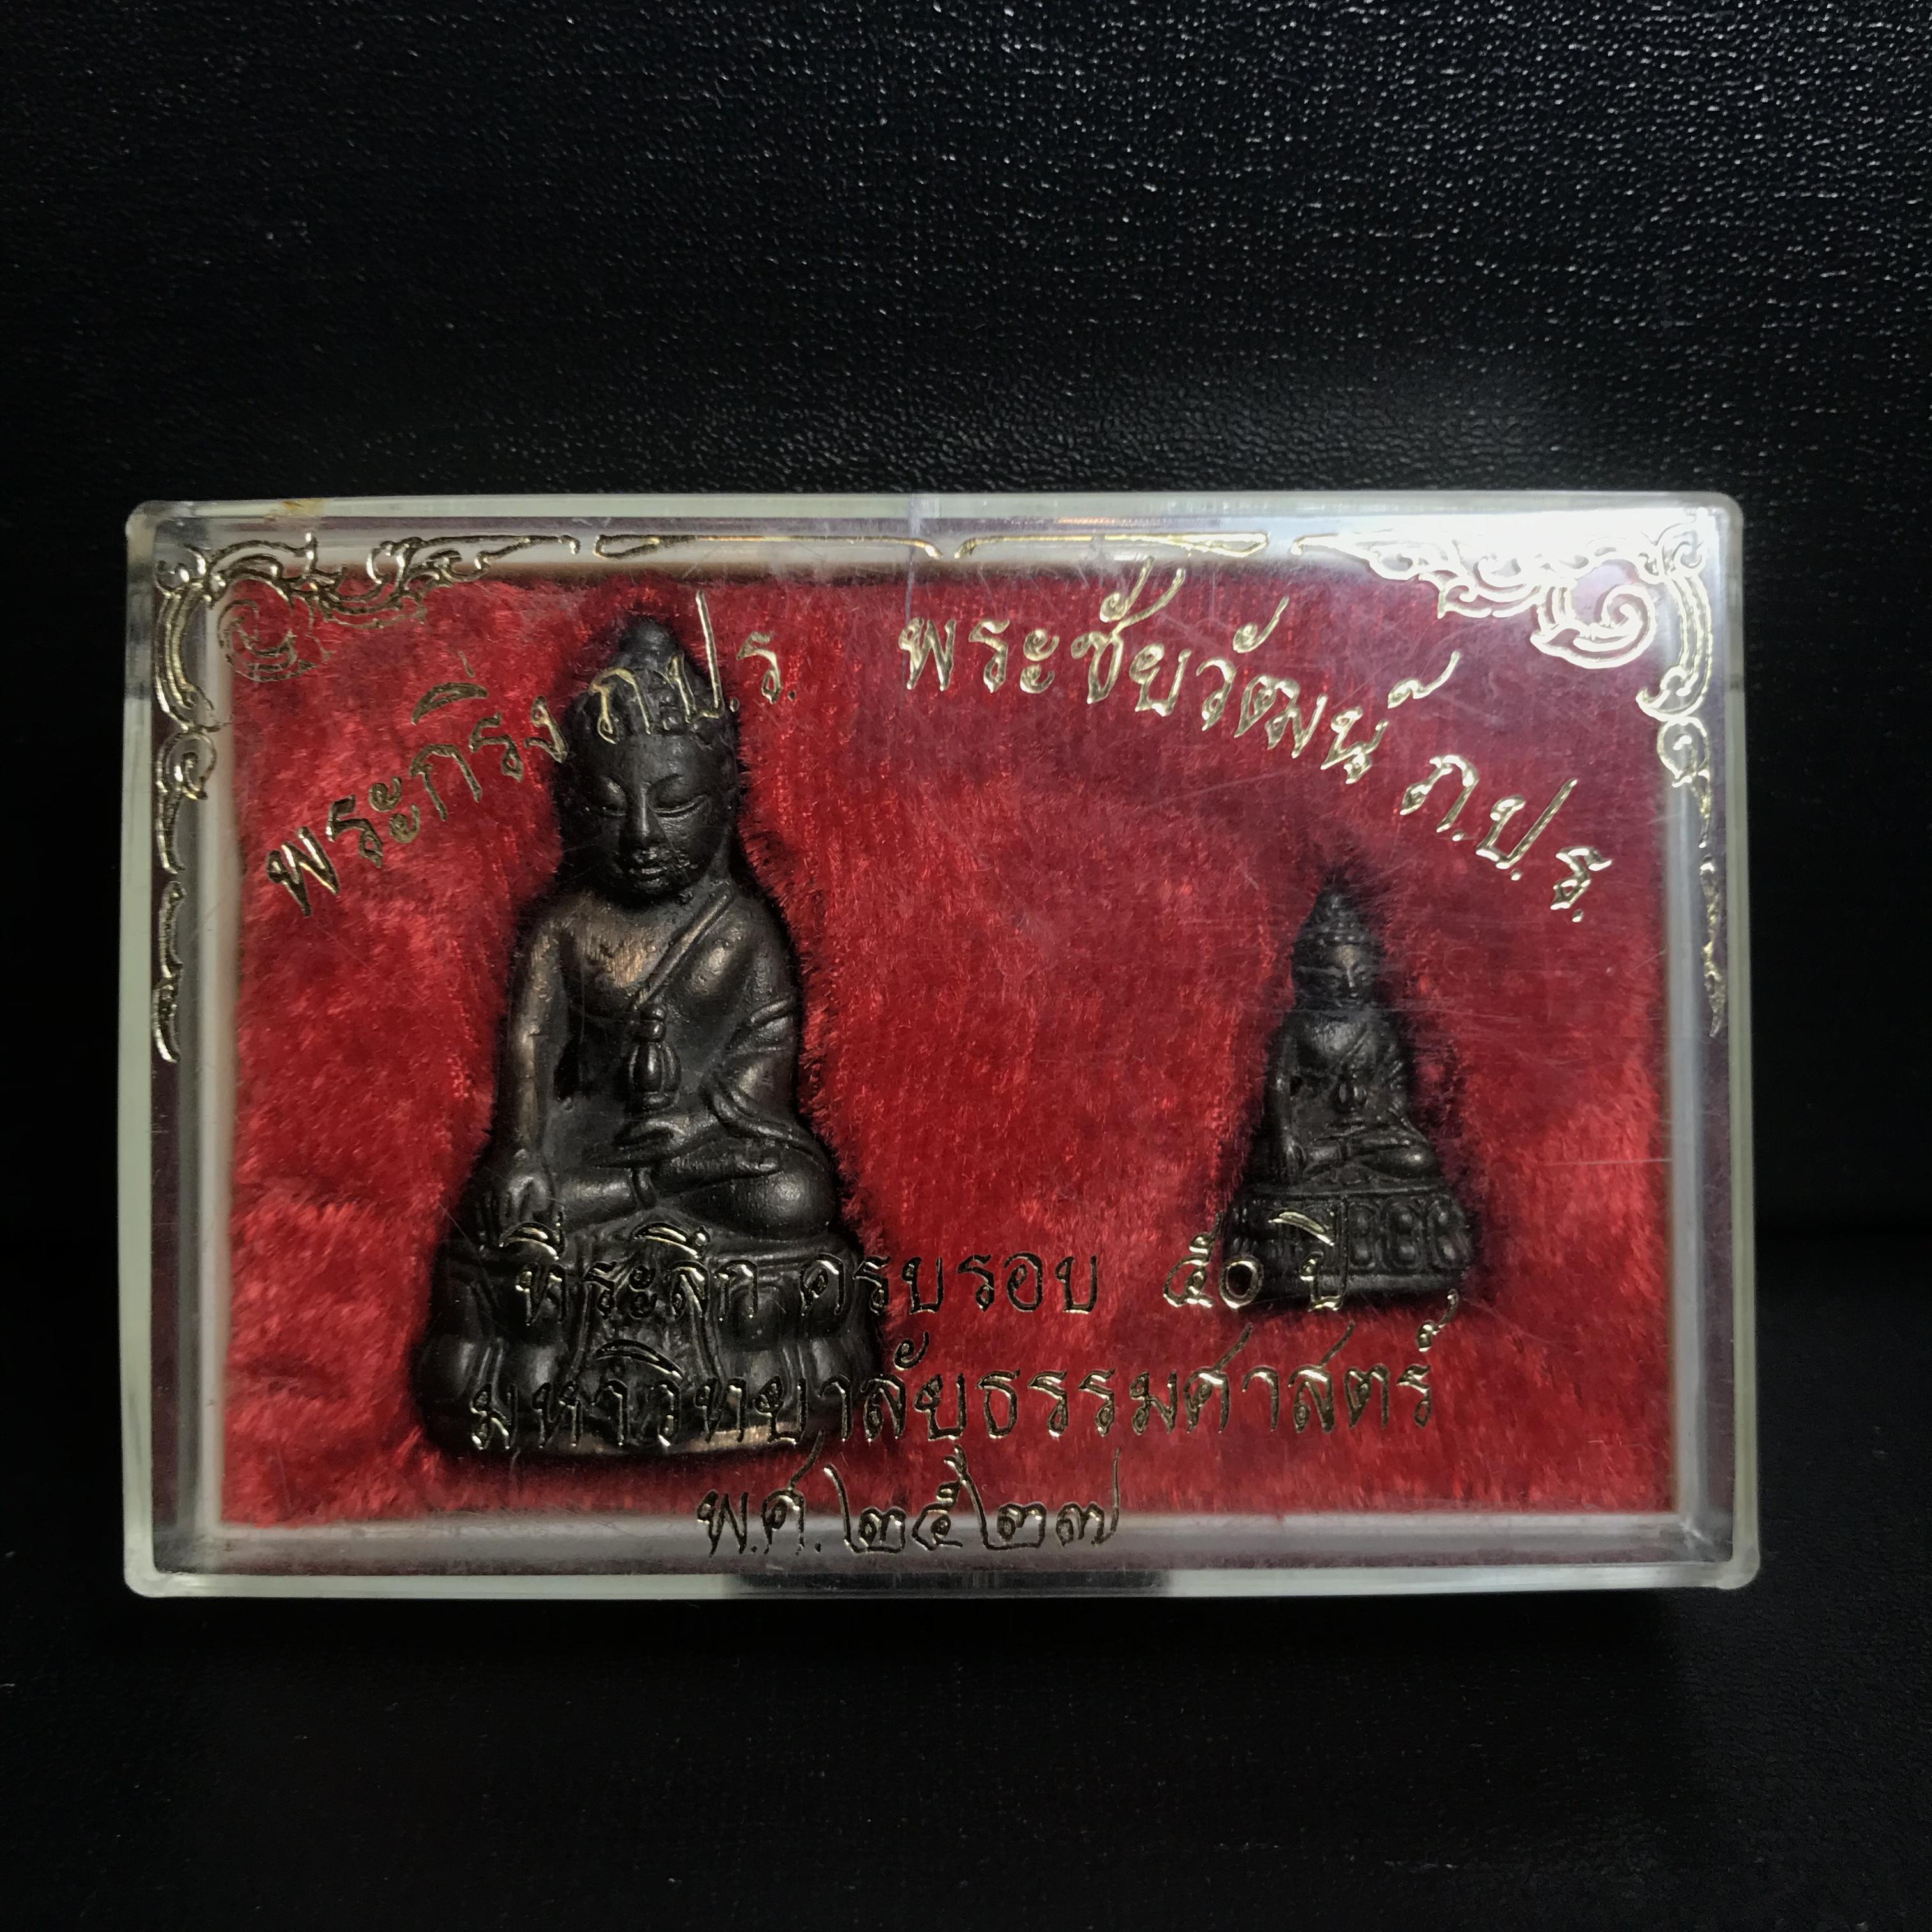 พระกริ่ง ภ.ป.ร. พระชัยวัฒน์ ภ.ป.ร.
ที่ระลึก ครบรอบ ๕๐ ปี
มหาวิทยาลัยธรรมศาสตร์
พ.ศ. ๒๕๒๗